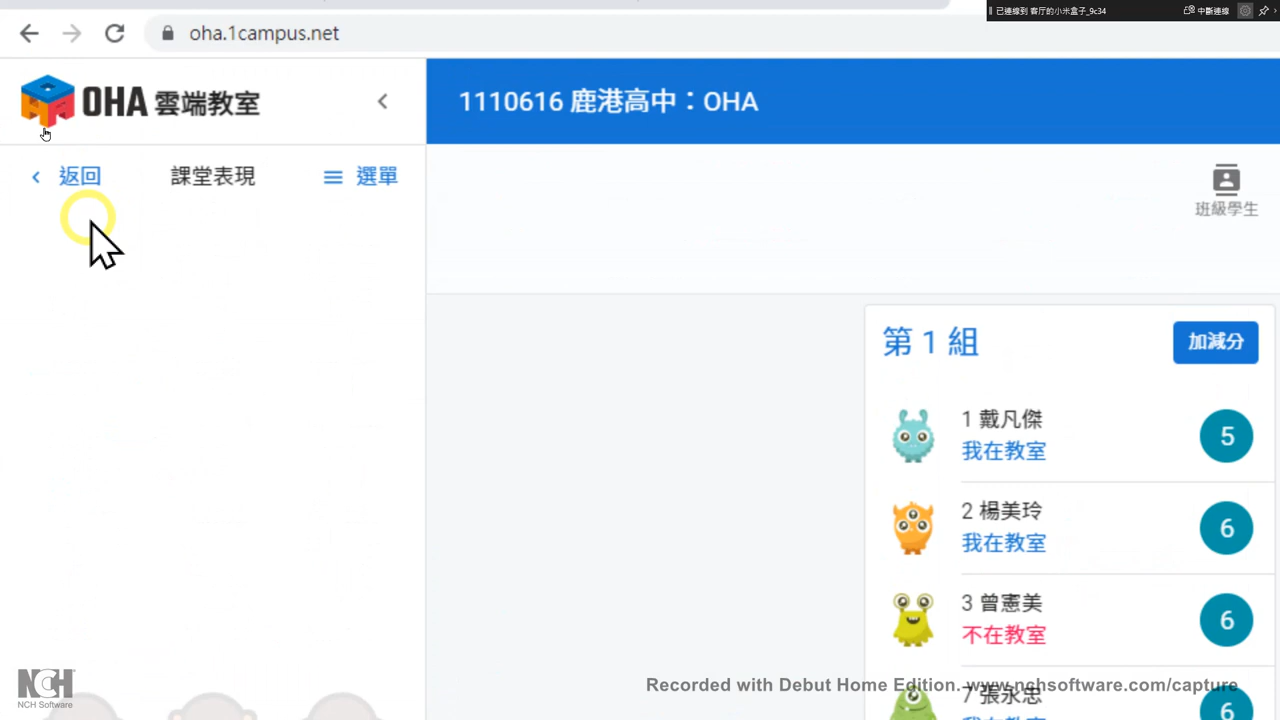 已連線到 客厅的小米盒子_9c34
中斷連線
oha.1campus.net
OHA 雲端教室
1110616 鹿港高中：OHA
返回
課堂表現
選單
班級學生
第 1 組
加減分
1 戴凡傑
我在教室
5
2 楊美玲
我在教室
6
3 曾憲美
不在教室
6
7 張永忠
6
NCH
NCH Software
Recorded with Debut Home Edition. www.nchsoftware.com/capture